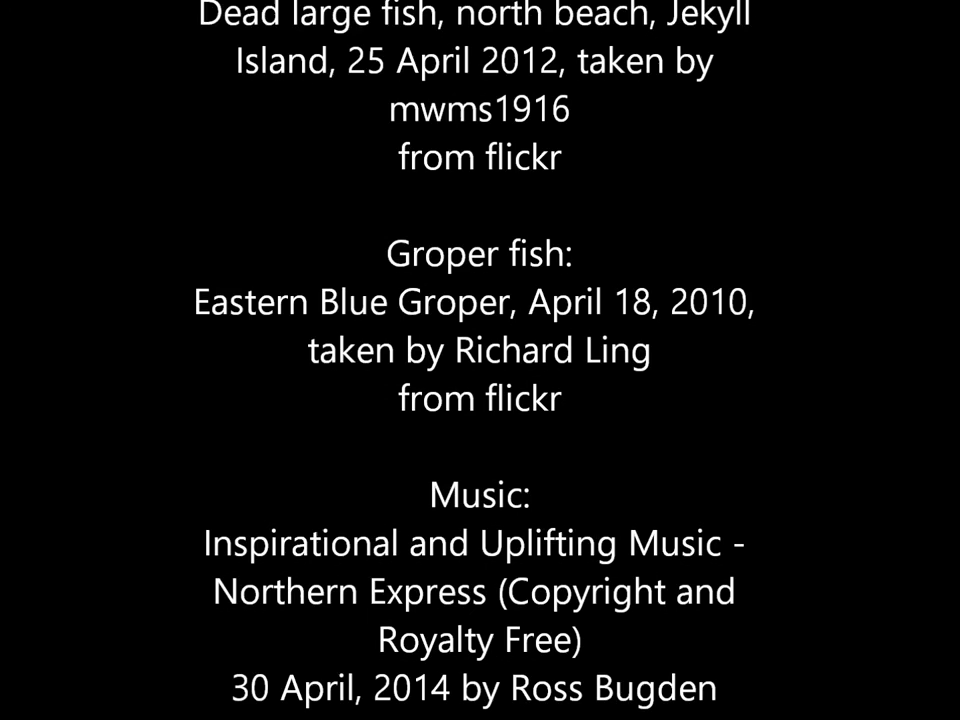 Dead large fish, north beach, Jekyll
Island, 25 April 2012, taken by
mwms1916
from flickr
Groper fish:
Eastern Blue Groper, April 18, 2010,
taken by Richard Ling
from flickr
Music:
Inspirational and Uplifting Music -
Northern Express (Copyright and
Royalty Free)
30 April, 2014 by Ross Bugden